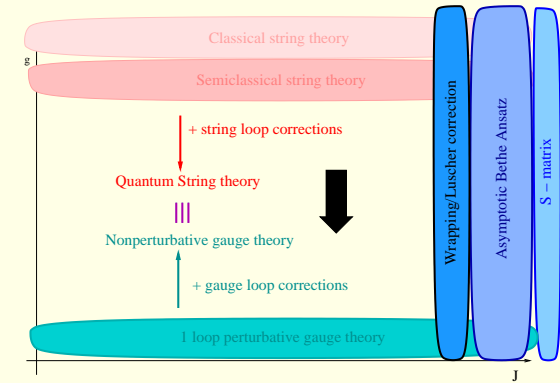 Classical string theory
g
Semiclassical string theory
+ string loop corrections
Quantum String theory
Nonperturbative gauge theory
+ gauge loop corrections
1 loop perturbative gauge theory
J
Wrapping/Luscher correction
Asymptotic Bethe Ansatz
S − matrix